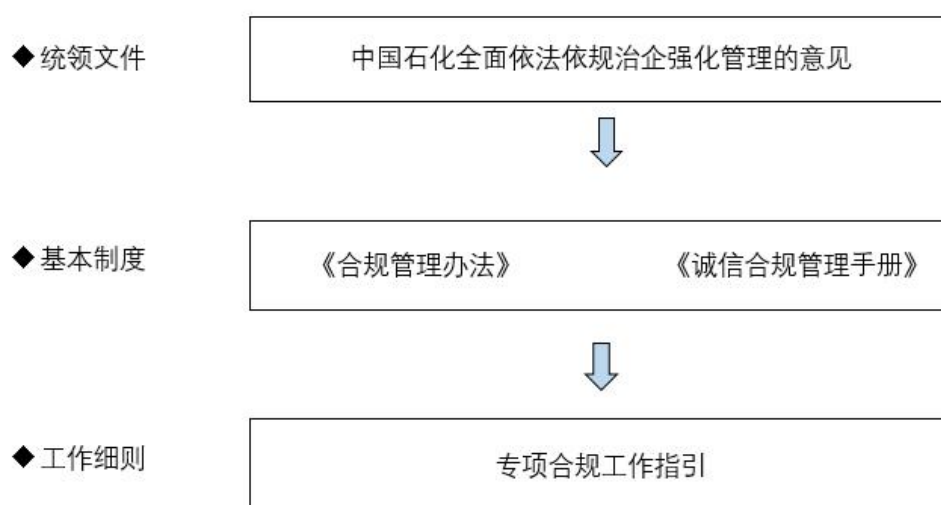 ◆ 统领文件
中国石化全面依法依规治企强化管理的意见
◆ 基本制度
《合规管理办法》 《诚信合规管理手册》
◆ 工作细则
专项合规工作指引